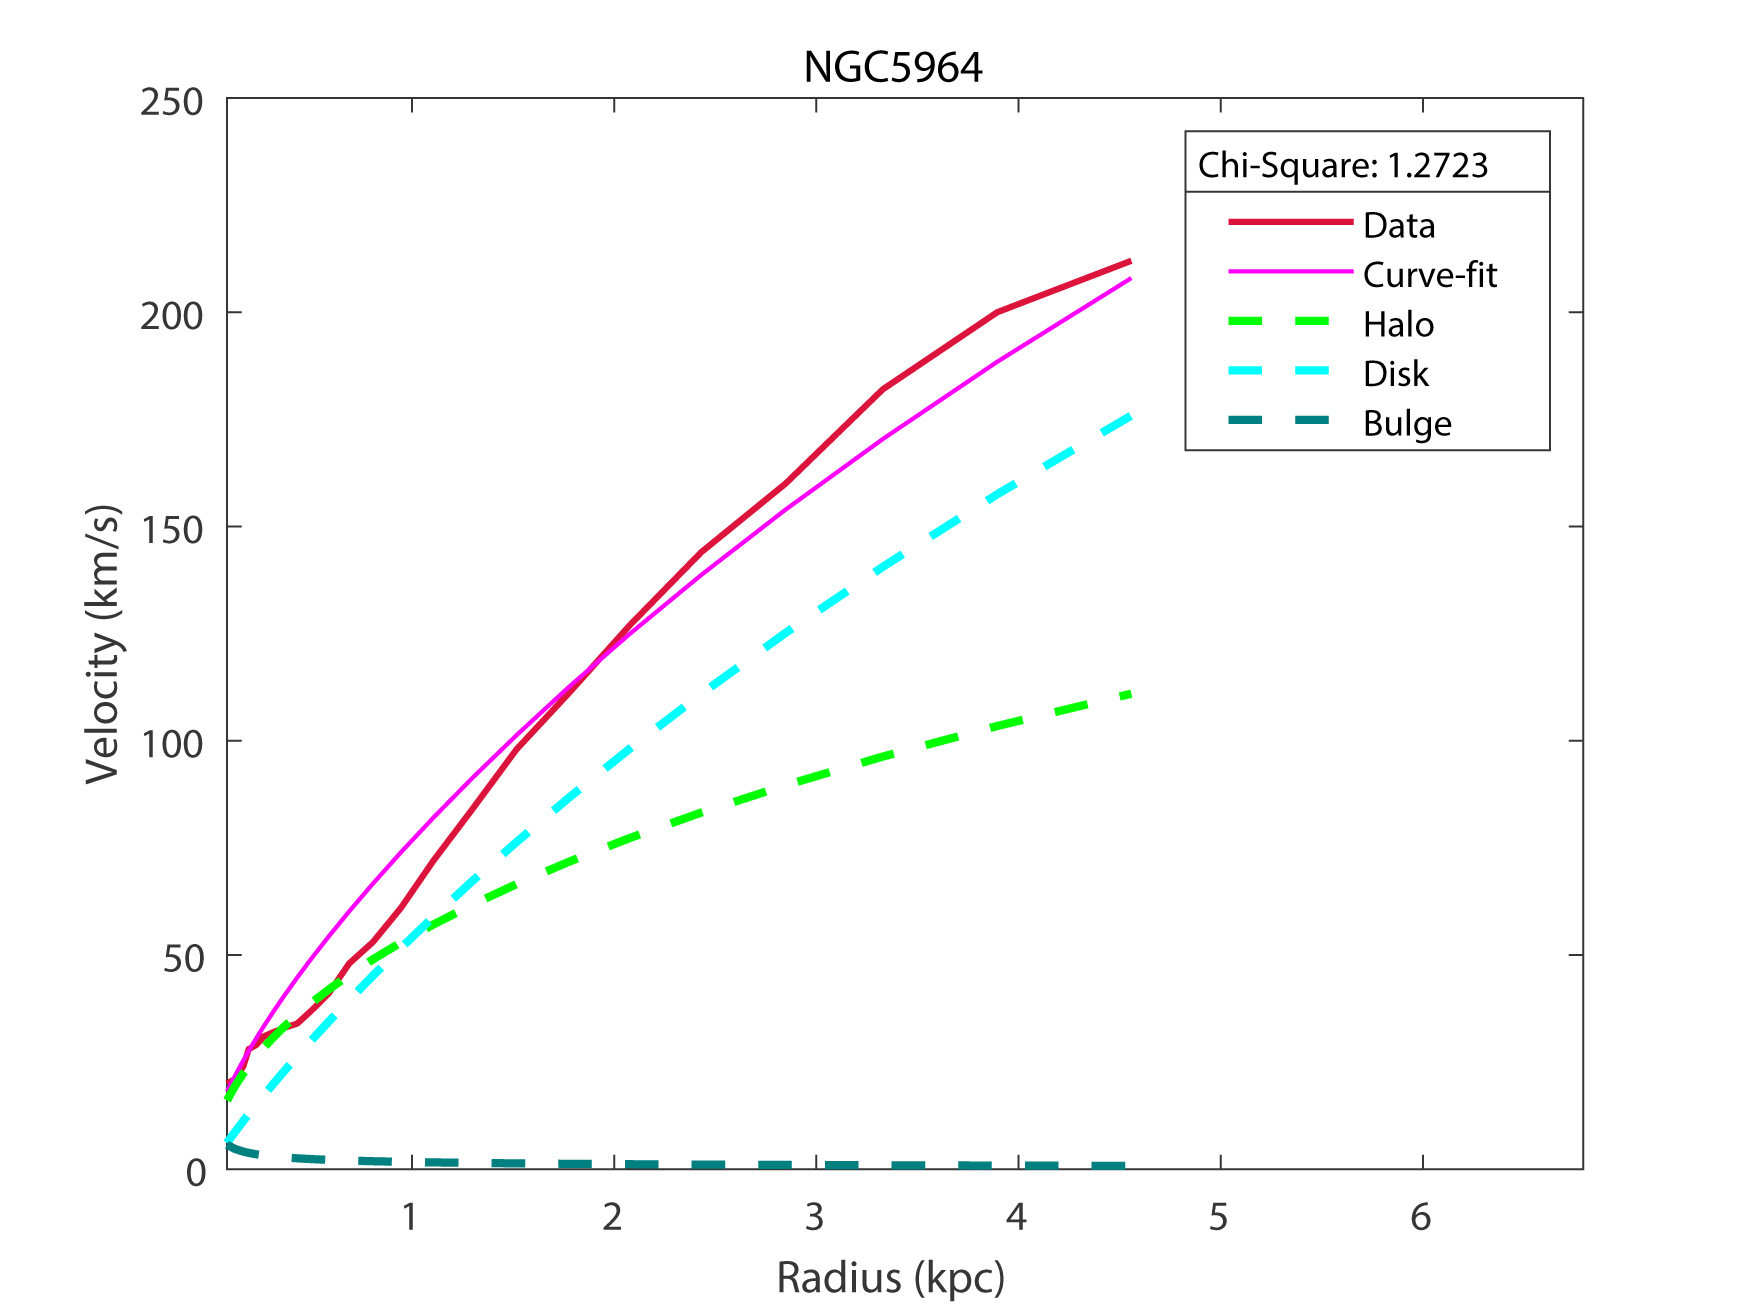 NGC5964
250
200
150
100
50
0
Velocity (km/s)
Chi-Square: 1.2723
Data
Curve-fit
Halo
Disk
Bulge
1 2 3 4 5 6
Radius (kpc)